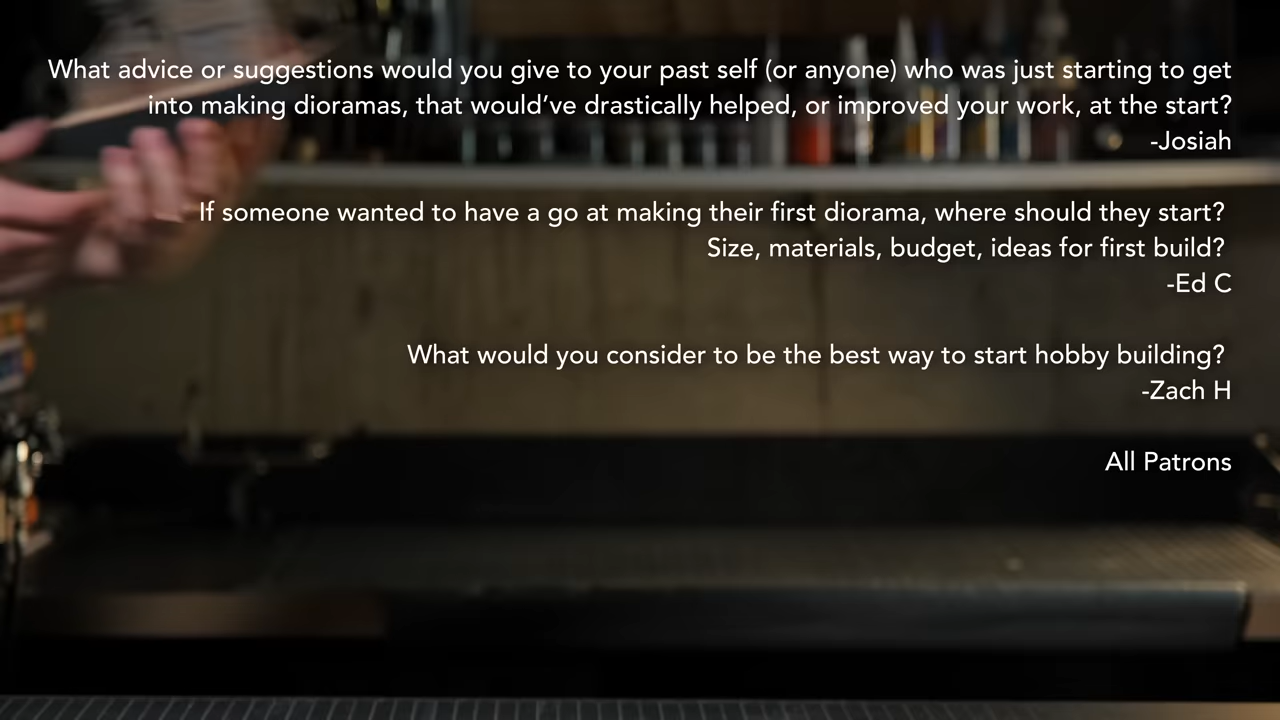 What advice or suggestions would you give to your past self (or anyone) who was just starting to get
into making dioramas, that would’ve drastically helped, or improved your work, at the start?
-Josiah
If someone wanted to have a go at making their first diorama, where should they start?
Size, materials, budget, ideas for first build?
-Ed C
What would you consider to be the best way to start hobby building?
-Zach H
All Patrons